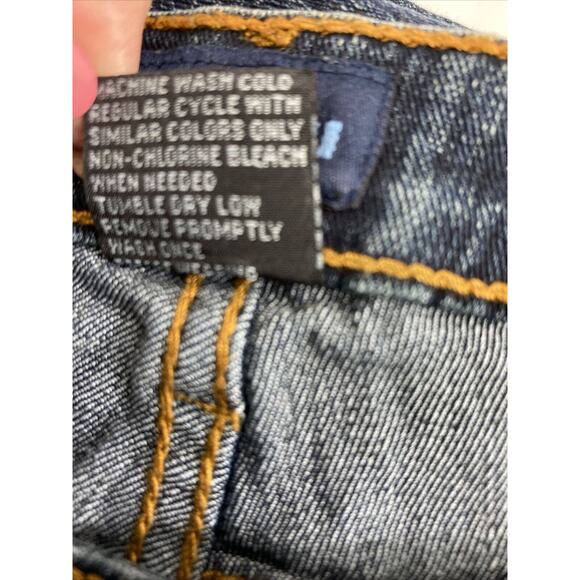 MACHINE WASH COLD
REGULAR CYCLE WITH
SIMILAR COLORS ONLY
NON-CHLORINE BLEACH
WHEN NEEDED
TUMBLE DRY LOW
REMOVE PROMPTLY
WASH ONCE